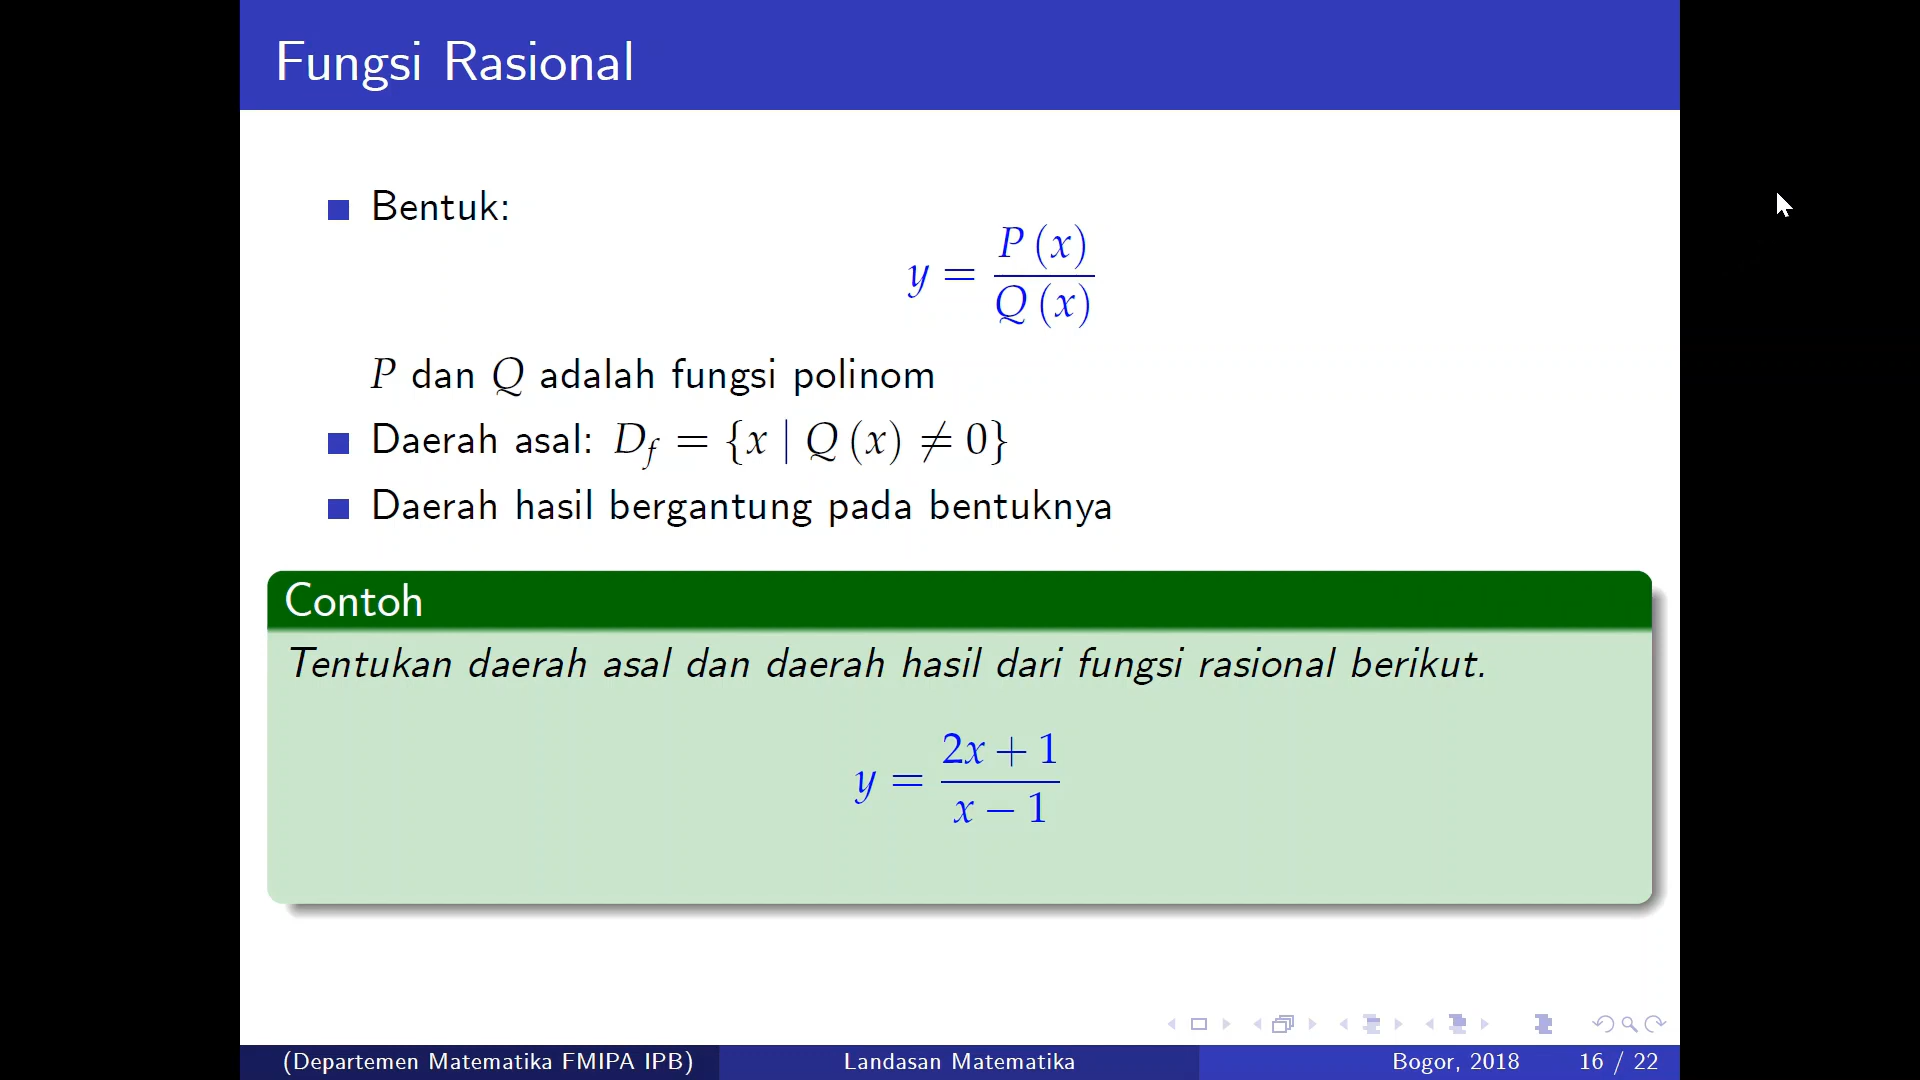 Fungsi Rasional
Bentuk:
y = P (x) / Q (x)
P dan Q adalah fungsi polinom
Daerah asal: D_f = {x | Q (x) ≠ 0}
Daerah hasil bergantung pada bentuknya
Contoh
Tentukan daerah asal dan daerah hasil dari fungsi rasional berikut.
y = 2x + 1 / x − 1
(Departemen Matematika FMIPA IPB) Landasan Matematika Bogor, 2018 16 / 22